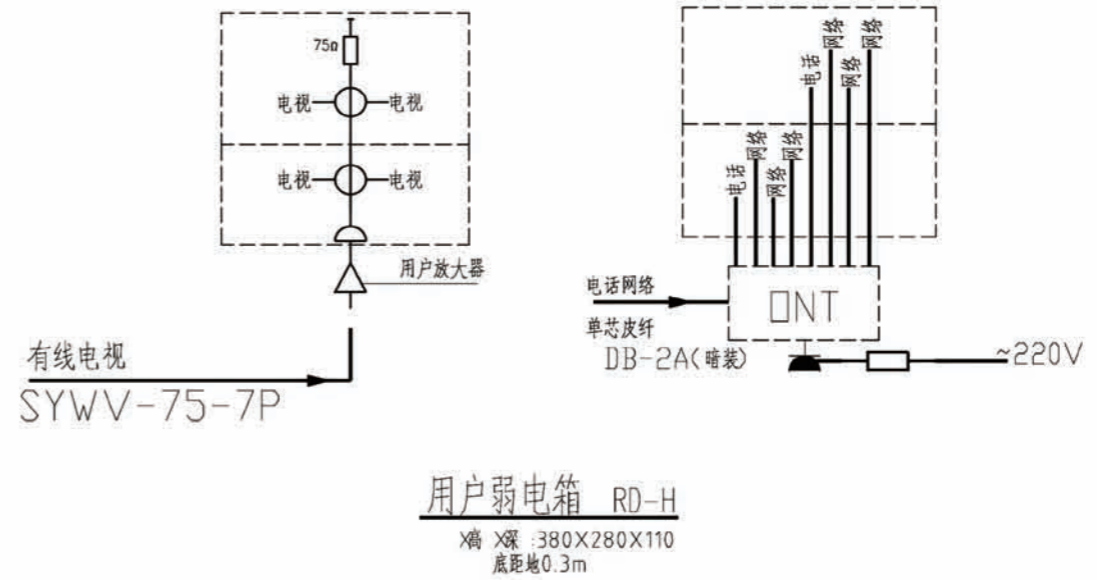 75Ω
电视 电视
电视 电视
用户放大器
有线电视
SYWV-75-7P
电话
网络
网络
网络
电话
网络
网络
网络
电话网络
单芯皮纤
ONT
DB-2A(暗装)
~220V
用户弱电箱 RD-H
X高 X深 :380X280X110
底距地0.3m